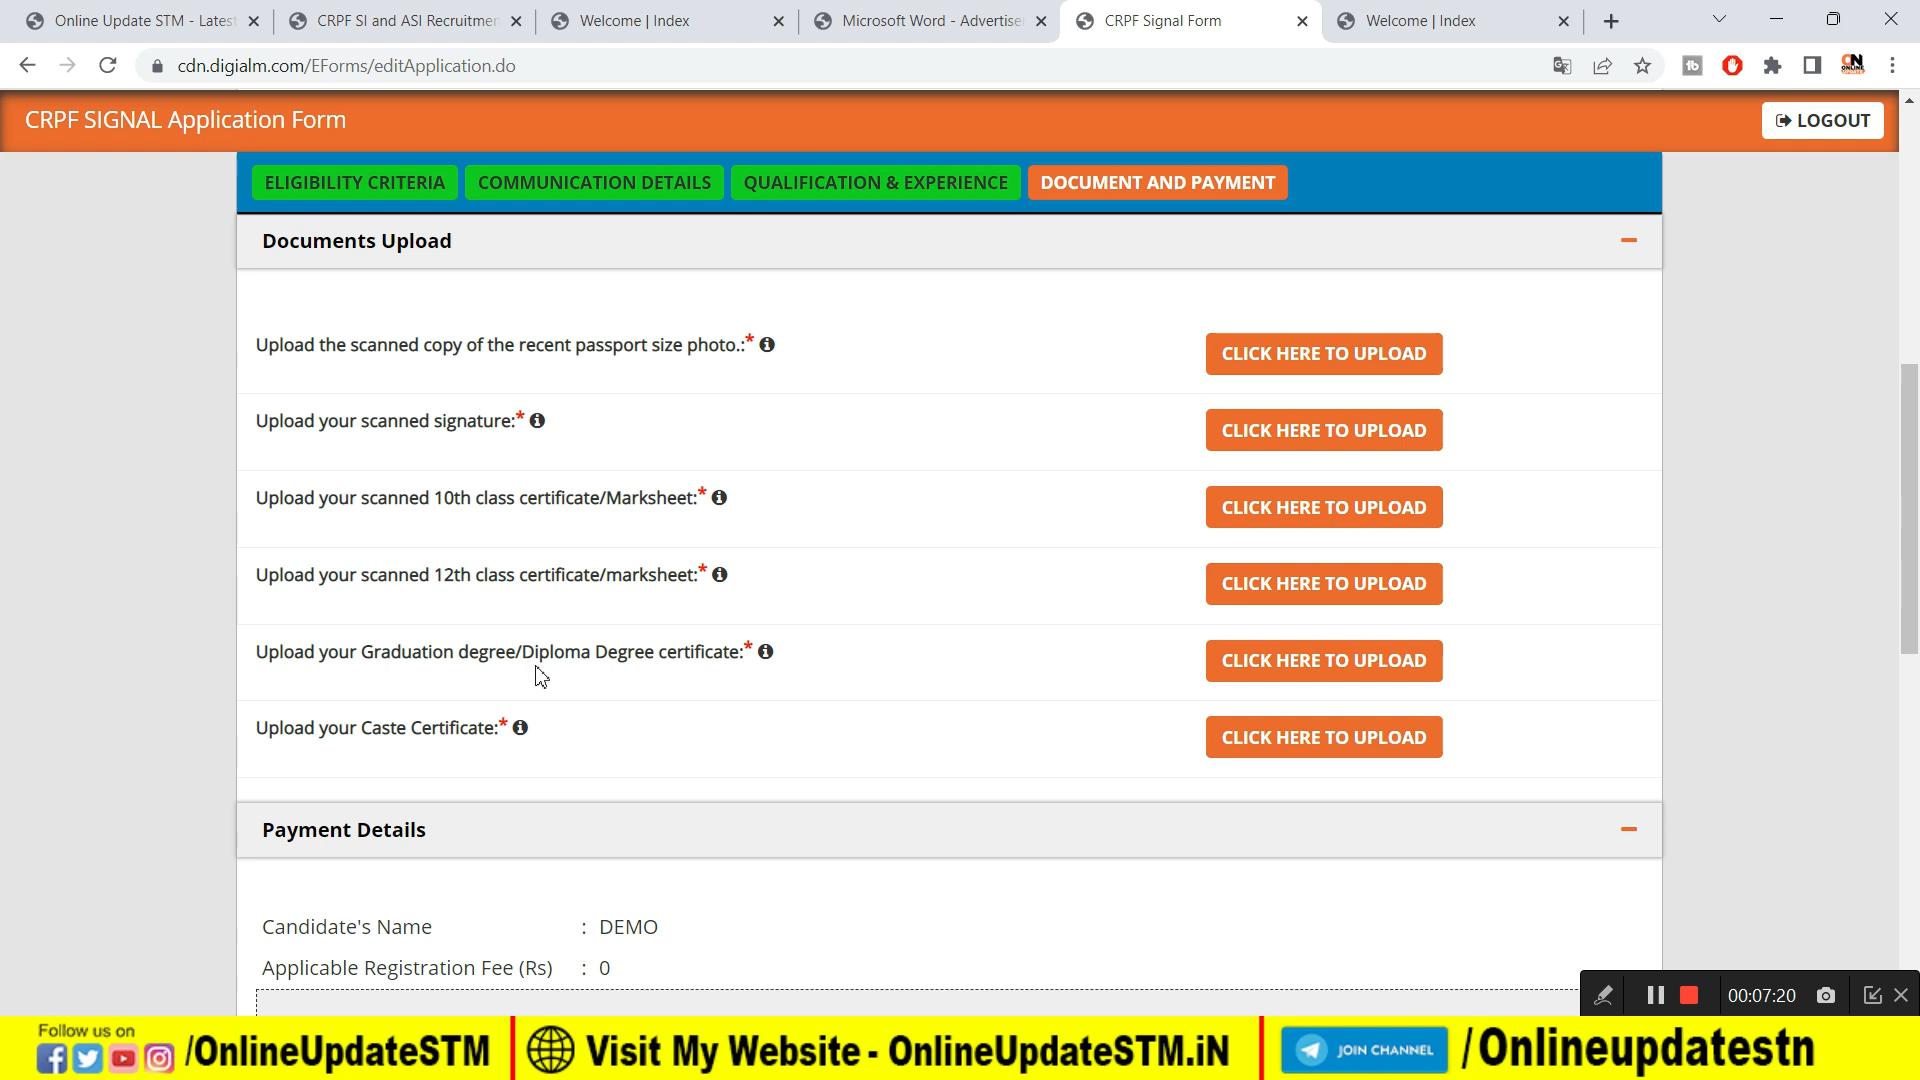 Online Update STM - Latest
CRPF SI and ASI Recruitmen
Welcome | Index
Microsoft Word - Advertise
CRPF Signal Form
Welcome | Index
cdn.digialm.com/EForms/editApplication.do
CRPF SIGNAL Application Form
LOGOUT
ELIGIBILITY CRITERIA
COMMUNICATION DETAILS
QUALIFICATION & EXPERIENCE
DOCUMENT AND PAYMENT
Documents Upload
Upload the scanned copy of the recent passport size photo.:*
CLICK HERE TO UPLOAD
Upload your scanned signature:*
CLICK HERE TO UPLOAD
Upload your scanned 10th class certificate/Marksheet:*
CLICK HERE TO UPLOAD
Upload your scanned 12th class certificate/marksheet:*
CLICK HERE TO UPLOAD
Upload your Graduation degree/Diploma Degree certificate:*
CLICK HERE TO UPLOAD
Upload your Caste Certificate:*
CLICK HERE TO UPLOAD
Payment Details
Candidate's Name : DEMO
Applicable Registration Fee (Rs) : 0
00:07:20
Follow us on
/OnlineUpdateSTM
Visit My Website - OnlineUpdateSTM.iN
JOIN CHANNEL
/Onlineupdatestn